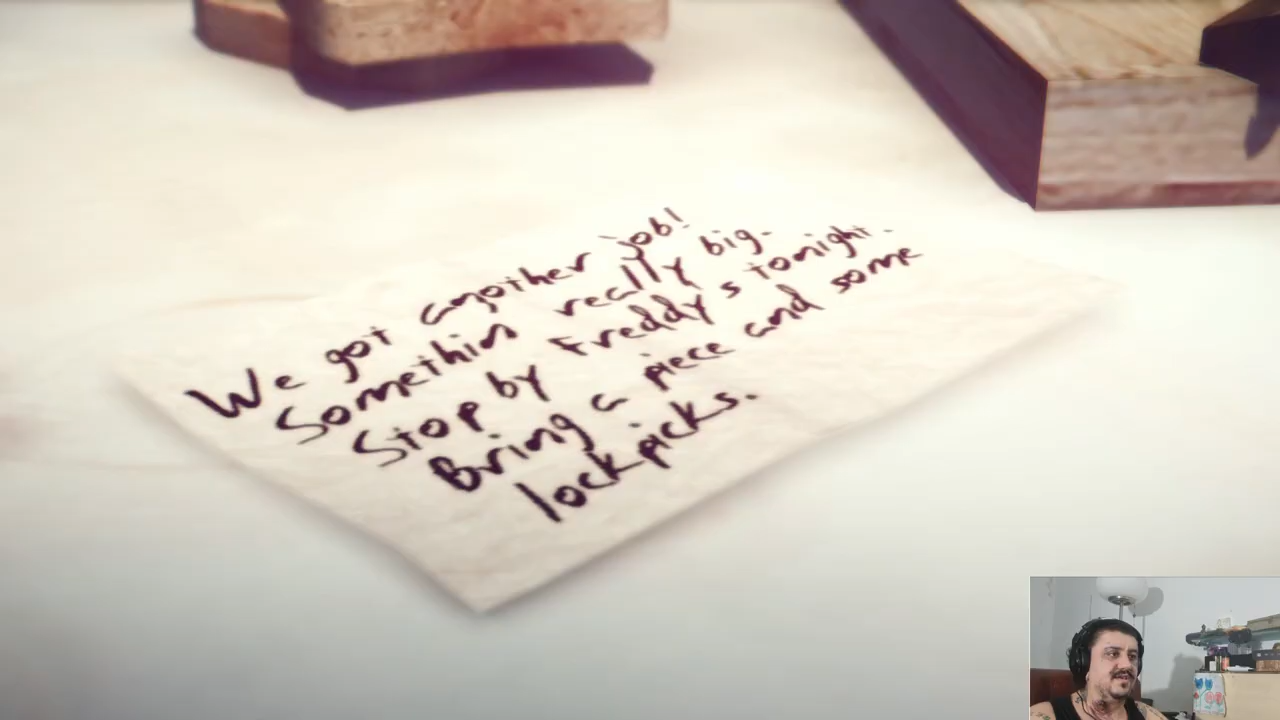 We got another job!
Somethin really big.
Stop by Freddy s tonight.
Bring a piece and some
lockpicks.